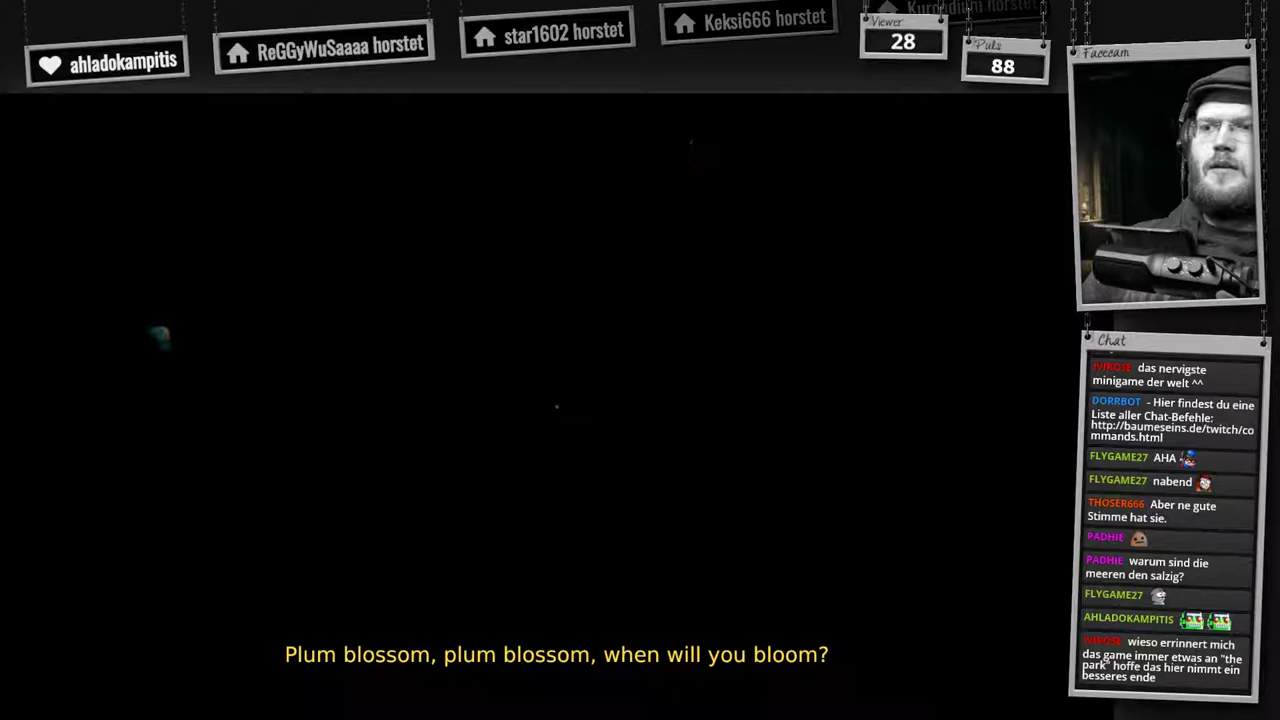 ahladokampitis
ReGGyWuSaaaa horstet
star1602 horstet
Keksi666 horstet
Viewer
28
Puls
88
Facecam
Chat
das nervigste
minigame der welt ^^
DORRBOT - Hier findest du eine
Liste aller Chat-Befehle:
http://baumeseins.de/twitch/co
mmands.html
FLYGAME27 AHA
FLYGAME27 nabend
THOSER666 Aber ne gute
Stimme hat sie.
PADHIE
PADHIE warum sind die
meeren den salzig?
FLYGAME27
AHLADOKAMPITIS
wieso errinnert mich
das game immer etwas an "the
park" hoffe das hier nimmt ein
besseres ende
Plum blossom, plum blossom, when will you bloom?